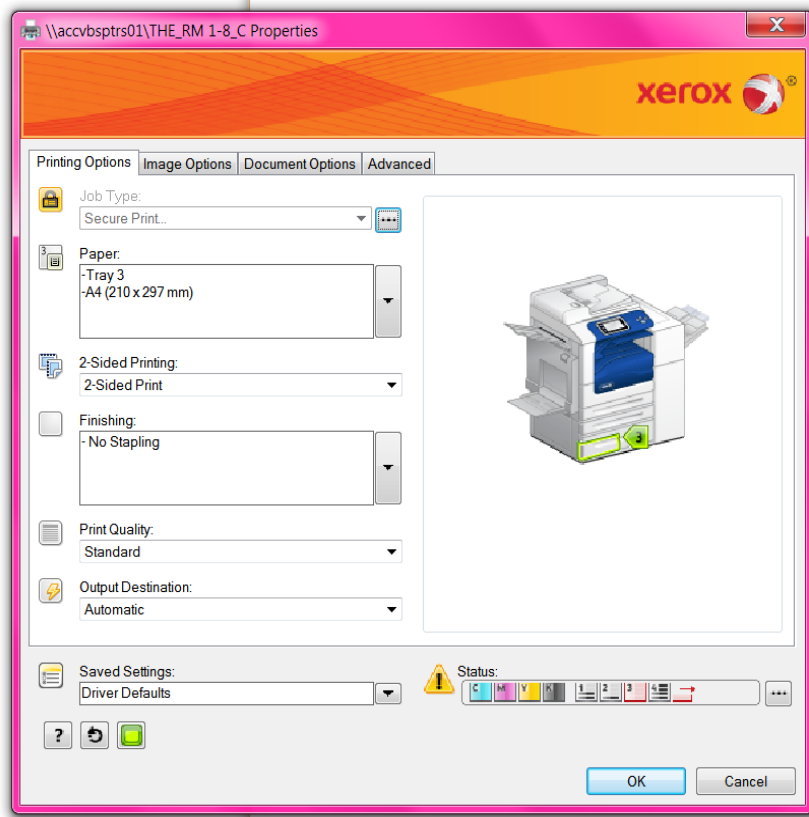 \\accvbsptrs01\THE_RM 1-8_C Properties
X
xerox ®
Printing Options Image Options Document Options Advanced
Job Type:
Secure Print...
3
Paper:
-Tray 3
-A4 (210 x 297 mm)
2-Sided Printing:
2-Sided Print
3
Finishing:
- No Stapling
Print Quality:
Standard
Output Destination:
Automatic
Saved Settings:
Driver Defaults
Status:
C M Y K 1 2 3 4
?
OK Cancel